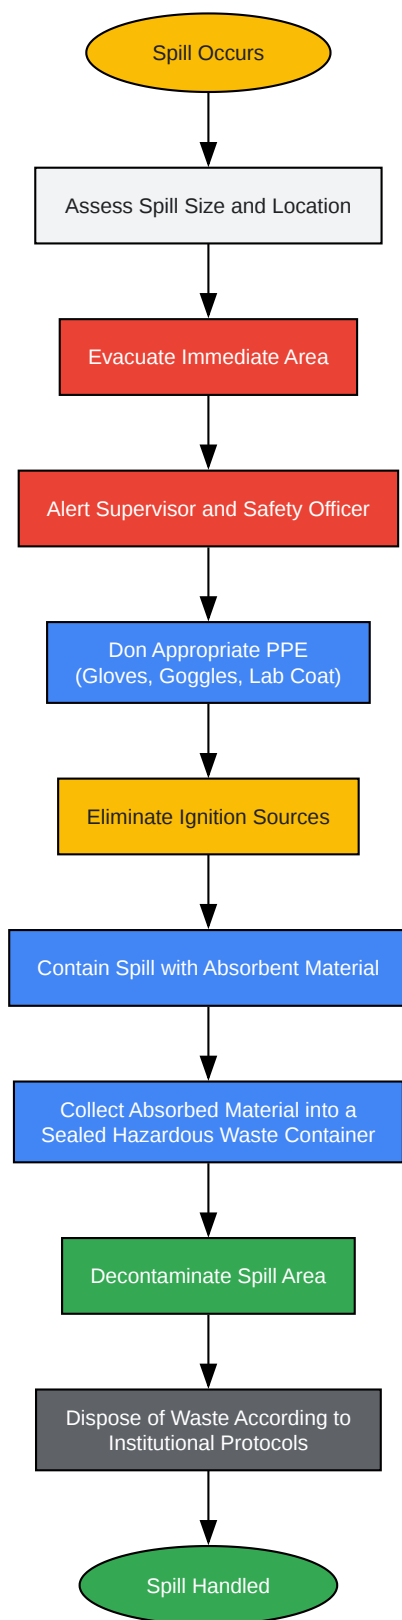 Spill Occurs
Assess Spill Size and Location
Evacuate Immediate Area
Alert Supervisor and Safety Officer
Don Appropriate PPE
(Gloves, Goggles, Lab Coat)
Eliminate Ignition Sources
Contain Spill with Absorbent Material
Collect Absorbed Material into a
Sealed Hazardous Waste Container
Decontaminate Spill Area
Dispose of Waste According to
Institutional Protocols
Spill Handled